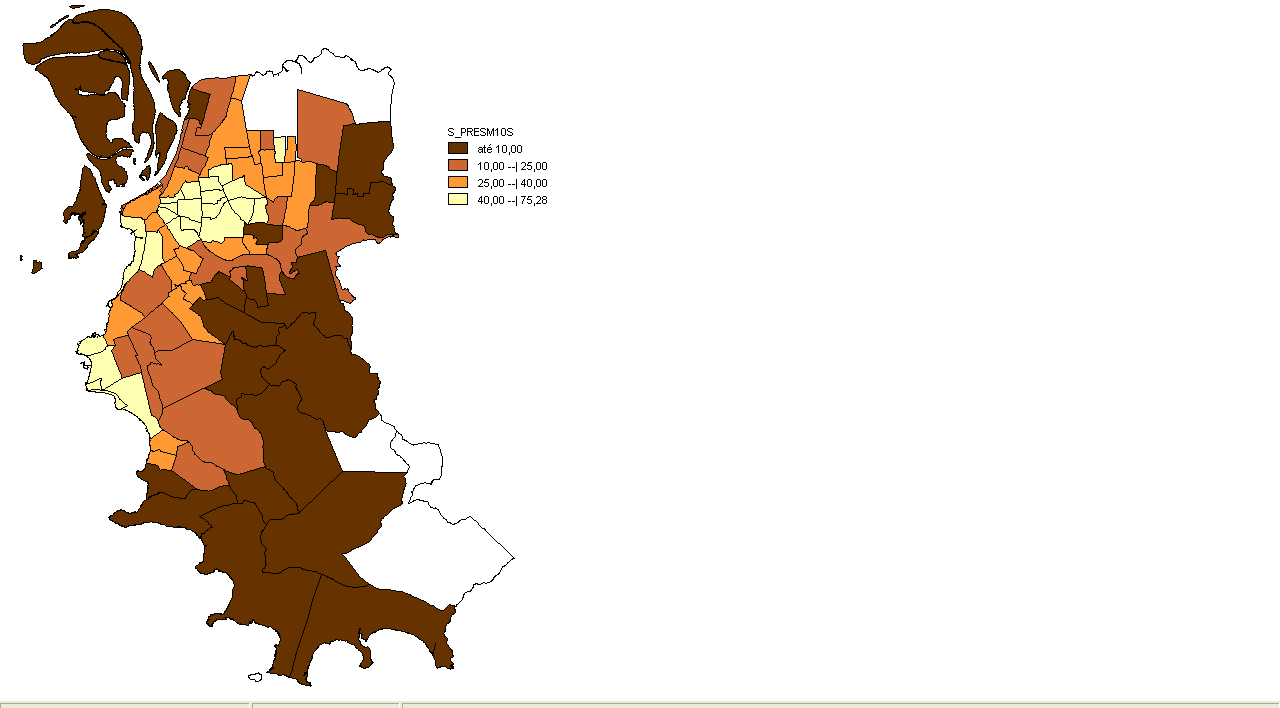 S_PRESM10S
até 10,00
10,00 --| 25,00
25,00 --| 40,00
40,00 --| 75,28